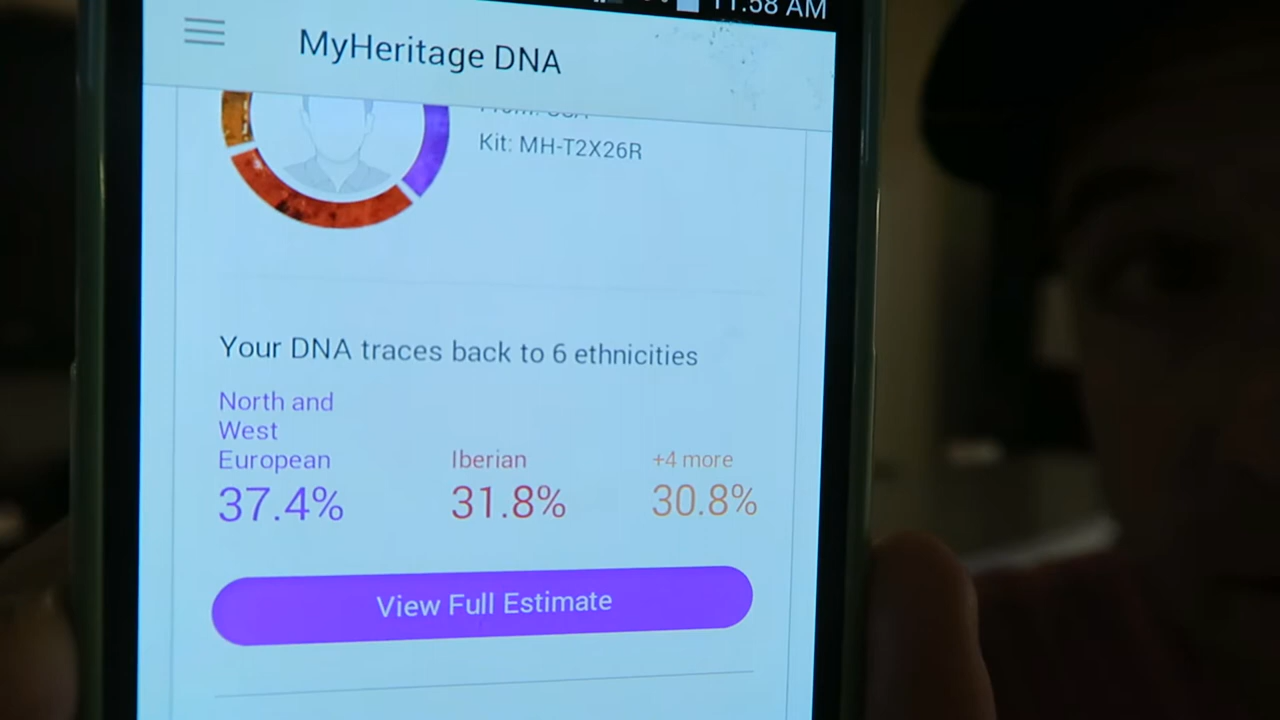 11:58 AM
MyHeritage DNA
Kit: MH-T2X26R
Your DNA traces back to 6 ethnicities
North and
West
European
37.4%
Iberian
31.8%
+4 more
30.8%
View Full Estimate